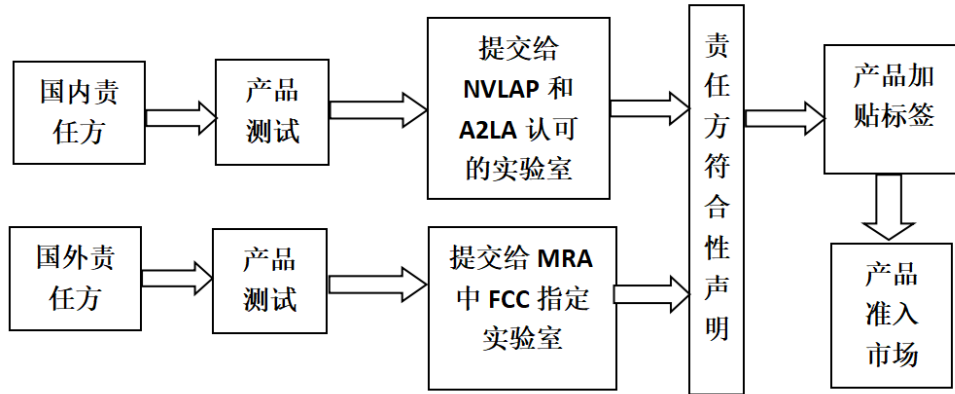 国内责
任方
产品
测试
提交给
NVLAP 和
A2LA 认可
的实验室
国外责
任方
产品
测试
提交给 MRA
中 FCC 指定
实验室
责
任
方
符
合
性
声
明
产品加
贴标签
产品
准入
市场